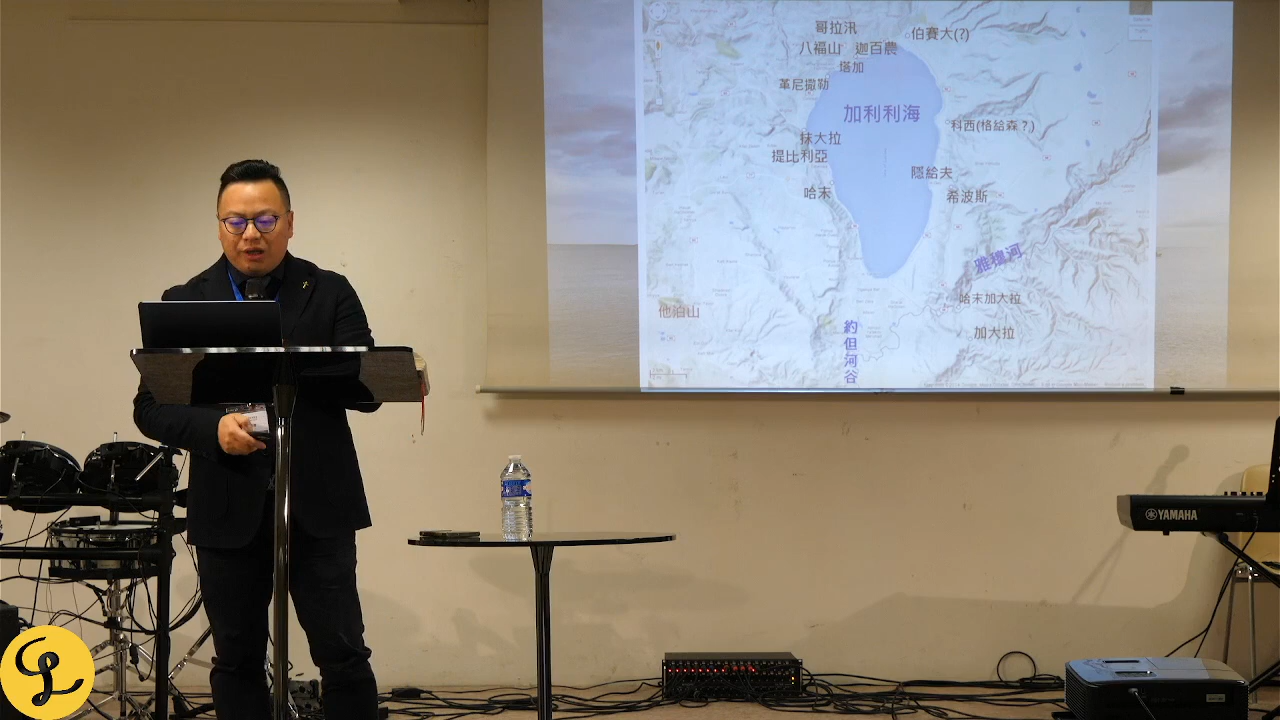 哥拉汛
伯賽大(?)
八福山 迦百農
塔加
革尼撒勒
加利利海
科西(格給森?)
抹大拉
提比利亞
隱給夫
哈末
希波斯
雅穆河
哈末加大拉
他泊山
約但河谷
加大拉
YAMAHA